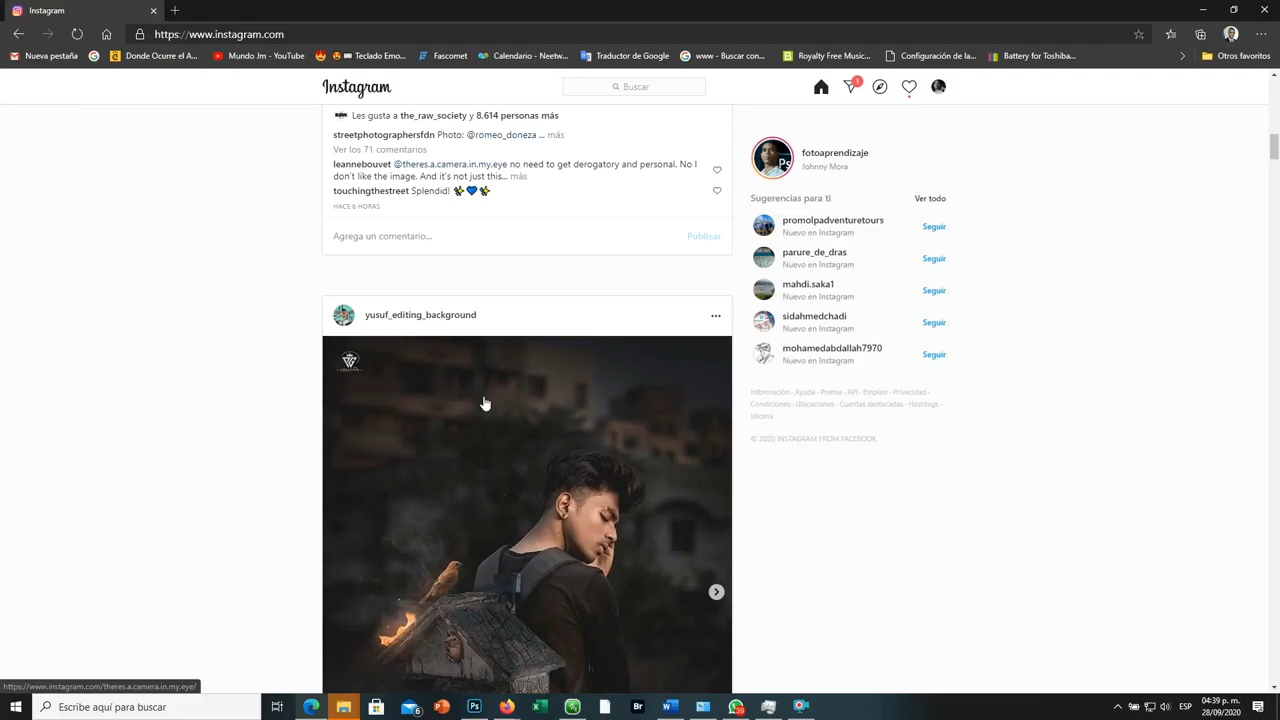 Instagram
https://www.instagram.com
Nueva pestaña
Donde Ocurre el D...
Mundo Jm - YouTube
Teclado Emo...
Fascomet
Calendario - Neetw...
Traductor de Google
www - Buscar con...
Royalty Free Music...
Configuración de la...
Battery for Toshiba...
Otros favoritos
Instagram
Buscar
1
Les gusta a the_raw_society y 8,614 personas más
streetphotographersfdn Photo: @romeo_doneza ... más
Ver los 71 comentarios
leannebouvet @theres.a.camera.in.my.eye no need to get derogatory and personal. No I
don't like the image. And it's not just this... más
touchingthestreet Splendid!
HACE 6 HORAS
Agrega un comentario...
Publicar
fotoaprendizaje
Johnny Mora
Sugerencias para ti
Ver todo
promolpadventuretours
Nuevo en Instagram
Seguir
parure_de_dras
Nuevo en Instagram
Seguir
mahdi.saka1
Nuevo en Instagram
Seguir
sidahmedchadi
Nuevo en Instagram
Seguir
mohamedabdallah7970
Nuevo en Instagram
Seguir
Información · Ayuda · Prensa · API · Empleo · Privacidad ·
Condiciones · Ubicaciones · Cuentas destacadas · Hashtags ·
Idioma
© 2020 INSTAGRAM FROM FACEBOOK
yusuf_editing_background
Ps
https://www.instagram.com/theres.a.camera.in.my.eye/
Escribe aquí para buscar
6
Ps
Br
39
ESP
04:39 p. m.
28/09/2020